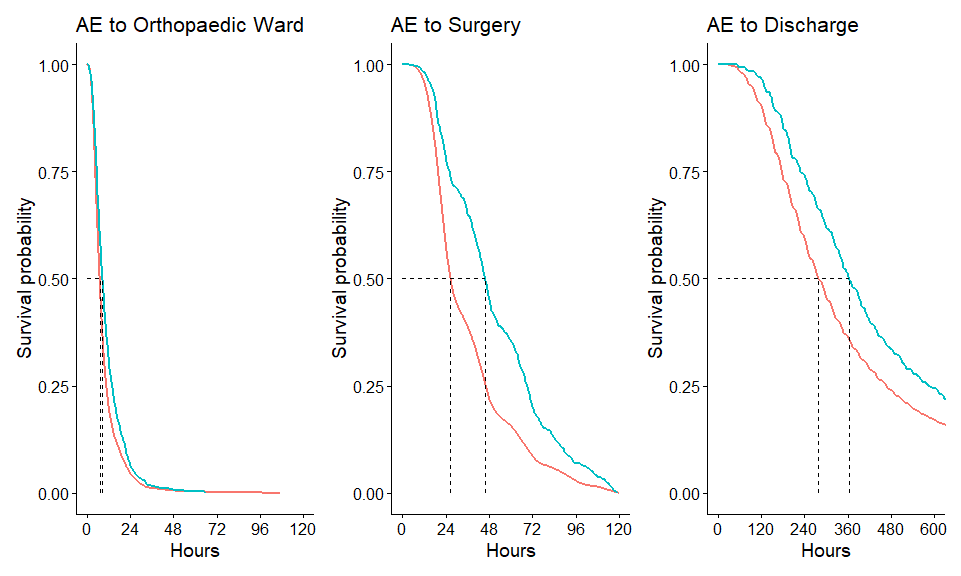 AE to Orthopaedic Ward
Survival probability
1.00
0.75
0.50
0.25
0.00
0 24 48 72 96 120
Hours
AE to Surgery
Survival probability
1.00
0.75
0.50
0.25
0.00
0 24 48 72 96 120
Hours
AE to Discharge
Survival probability
1.00
0.75
0.50
0.25
0.00
0 120 240 360 480 600
Hours